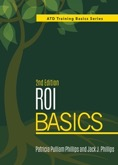 ATD Training Basics Series
2nd Edition
ROI
BASICS
Patricia Pulliam Phillips and Jack J. Phillips